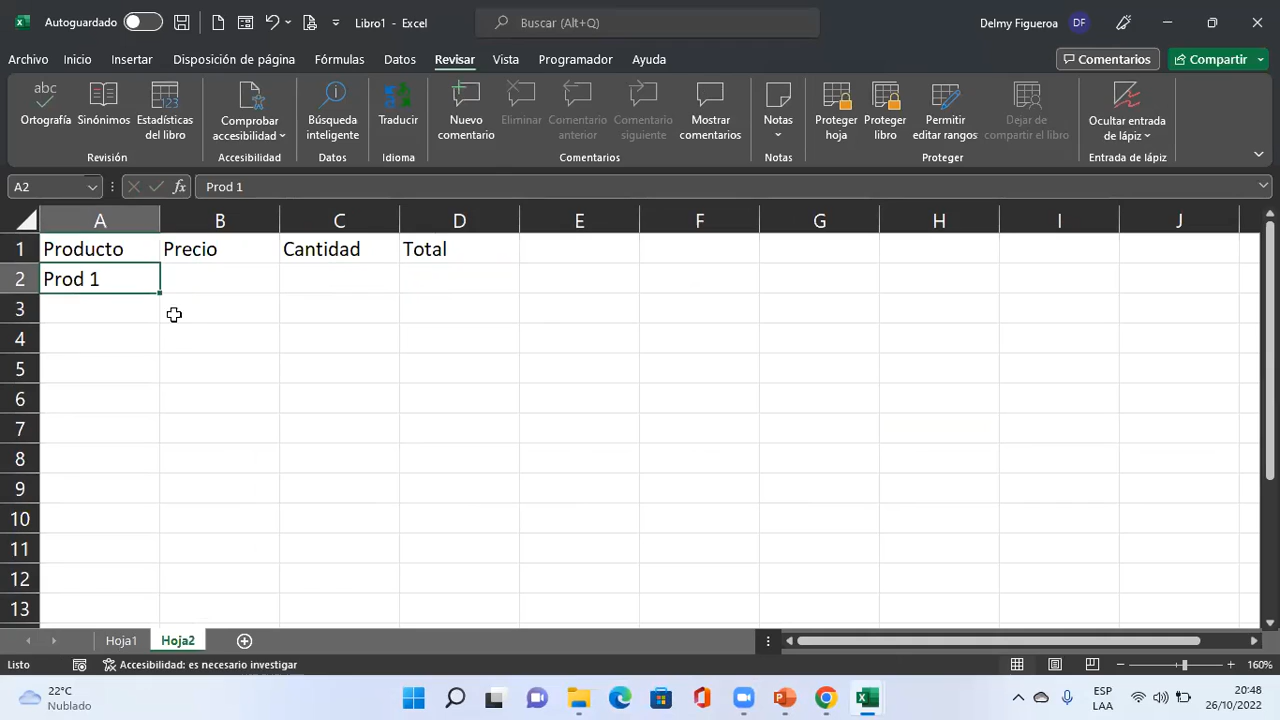 Autoguardado
Libro1 - Excel
Buscar (Alt+Q)
Delmy Figueroa
DF
Archivo Inicio Insertar Disposición de página Fórmulas Datos Revisar Vista Programador Ayuda
Comentarios
Compartir
abc
Ortografía
Sinónimos
123
Estadísticas
del libro
Comprobar
accesibilidad
Búsqueda
inteligente
Traducir
Nuevo
comentario
Eliminar
Comentario
anterior
Comentario
siguiente
Mostrar
comentarios
Notas
Proteger
hoja
Proteger
libro
Permitir
editar rangos
Dejar de
compartir el libro
Ocultar entrada
de lápiz
Revisión Accesibilidad Datos Idioma Comentarios Notas Proteger Entrada de lápiz
A2
fx
Prod 1
A B C D E F G H I J
1 Producto Precio Cantidad Total
2 Prod 1
3
4
5
6
7
8
9
10
11
12
13
Hoja1 Hoja2
Listo
Accesibilidad: es necesario investigar
160%
22°C
Nublado
ESP
LAA
20:48
26/10/2022